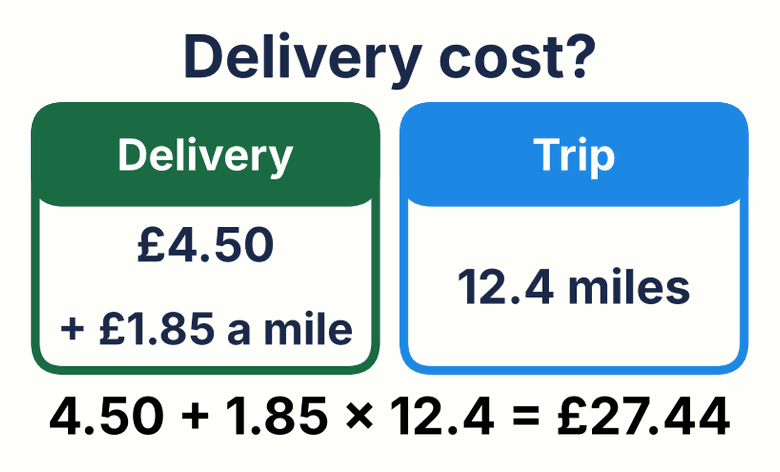 Delivery cost?
Delivery
£4.50
+ £1.85 a mile
Trip
12.4 miles
4.50 + 1.85 × 12.4 = £27.44